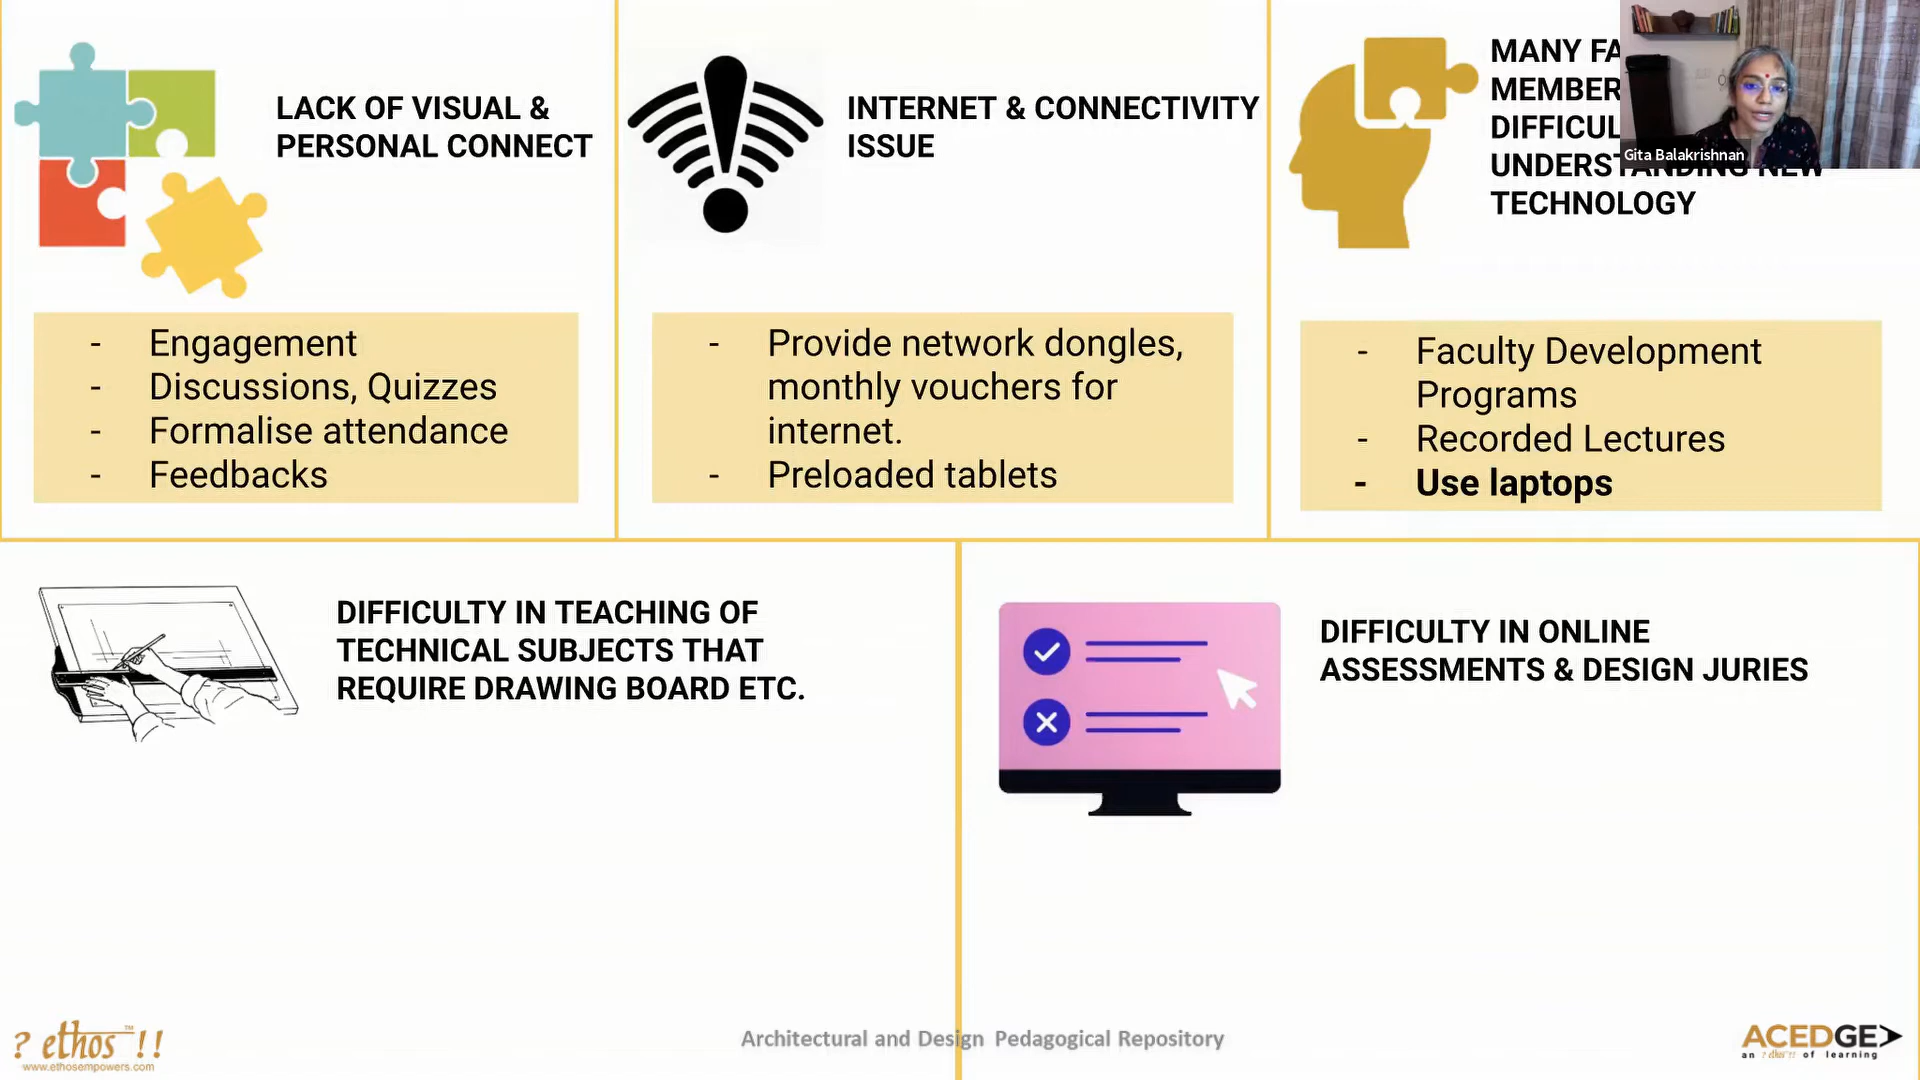 LACK OF VISUAL &
PERSONAL CONNECT
- Engagement
- Discussions, Quizzes
- Formalise attendance
- Feedbacks
INTERNET & CONNECTIVITY
ISSUE
- Provide network dongles,
monthly vouchers for
internet.
- Preloaded tablets
MANY
MEMBER
UNDERSTANDING NEW
TECHNOLOGY
Gita Balakrishnan
- Faculty Development
Programs
- Recorded Lectures
- Use laptops
DIFFICULTY IN TEACHING OF
TECHNICAL SUBJECTS THAT
REQUIRE DRAWING BOARD ETC.
DIFFICULTY IN ONLINE
ASSESSMENTS & DESIGN JURIES
? ethos™!!
www.ethosempowers.com
Architectural and Design Pedagogical Repository
ACEDGE
an ? ethos!! of learning